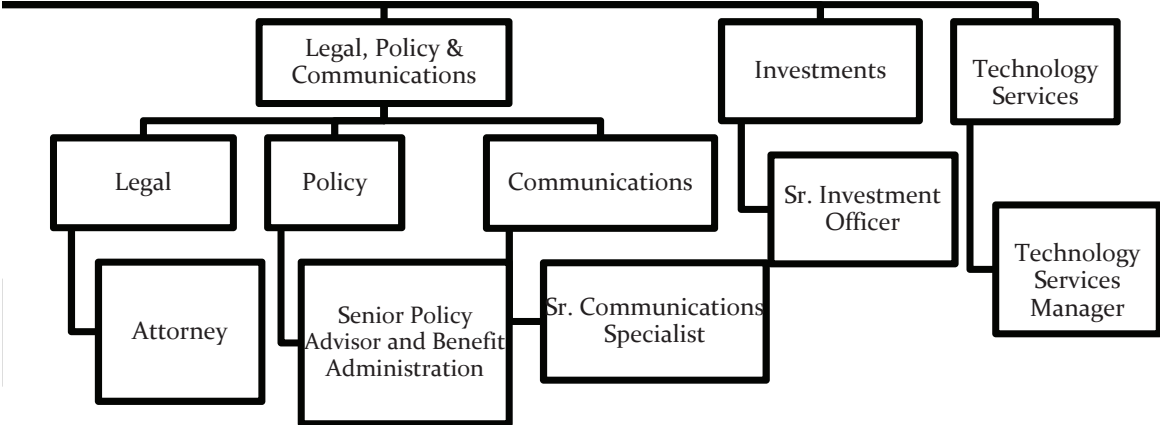 Legal, Policy &
Communications
Investments
Technology
Services
Legal
Policy
Communications
Sr. Investment
Officer
Technology
Services
Manager
Attorney
Senior Policy
Advisor and Benefit
Administration
Sr. Communications
Specialist